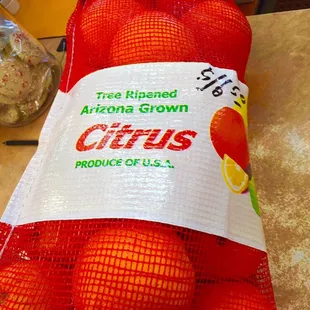 Tree Ripened
Arizona Grown
Citrus
PRODUCE OF U.S.A.